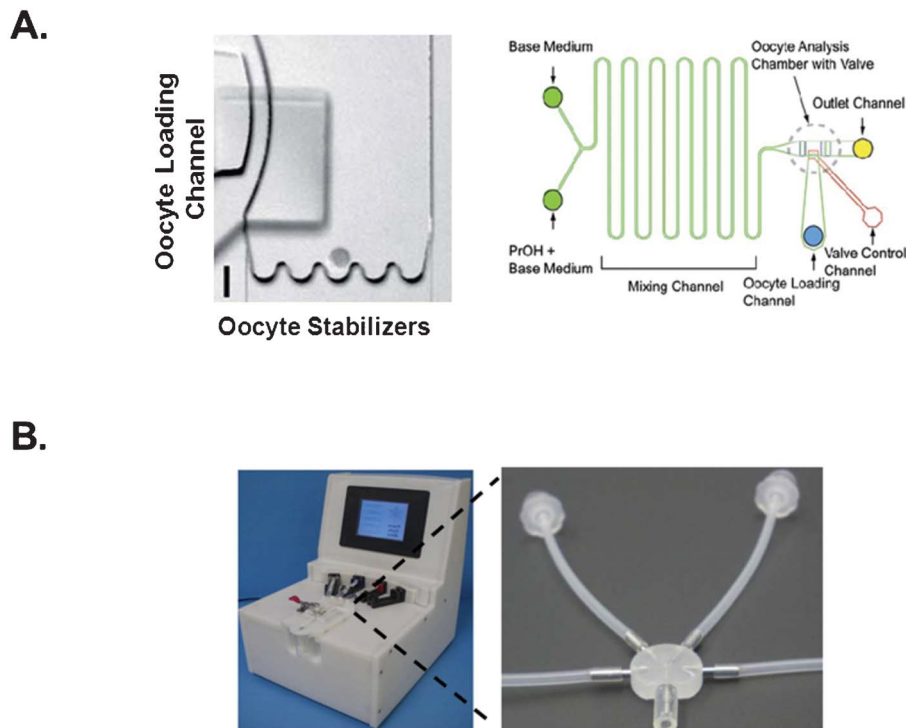 A.
Oocyte Loading
Channel
Oocyte Stabilizers
Base Medium
PrOH +
Base Medium
Mixing Channel
Oocyte Analysis
Chamber with Valve
Outlet Channel
Valve Control
Channel
Oocyte Loading
Channel
B.